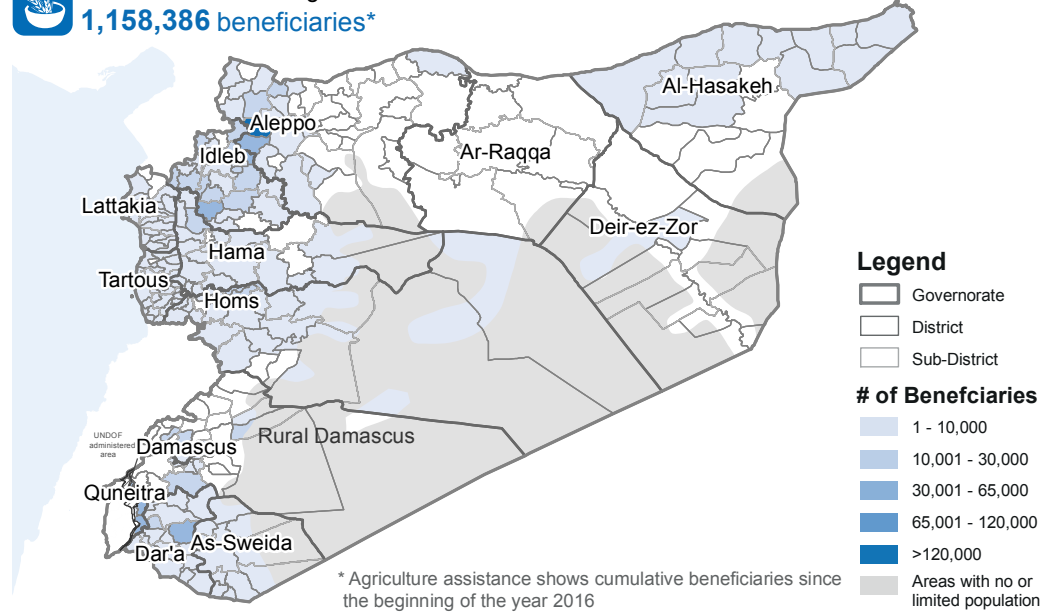 1,158,386 beneficiaries*
Al-Hasakeh
Aleppo
Ar-Raqqa
Idleb
Lattakia
Deir-ez-Zor
Hama
Tartous
Homs
Legend
Governorate
District
Sub-District
# of Benefciaries
1 - 10,000
10,001 - 30,000
30,001 - 65,000
65,001 - 120,000
>120,000
Areas with no or
limited population
UNDOF
administered
area
Damascus
Rural Damascus
Quneitra
Dar'a
As-Sweida
* Agriculture assistance shows cumulative beneficiaries since
the beginning of the year 2016